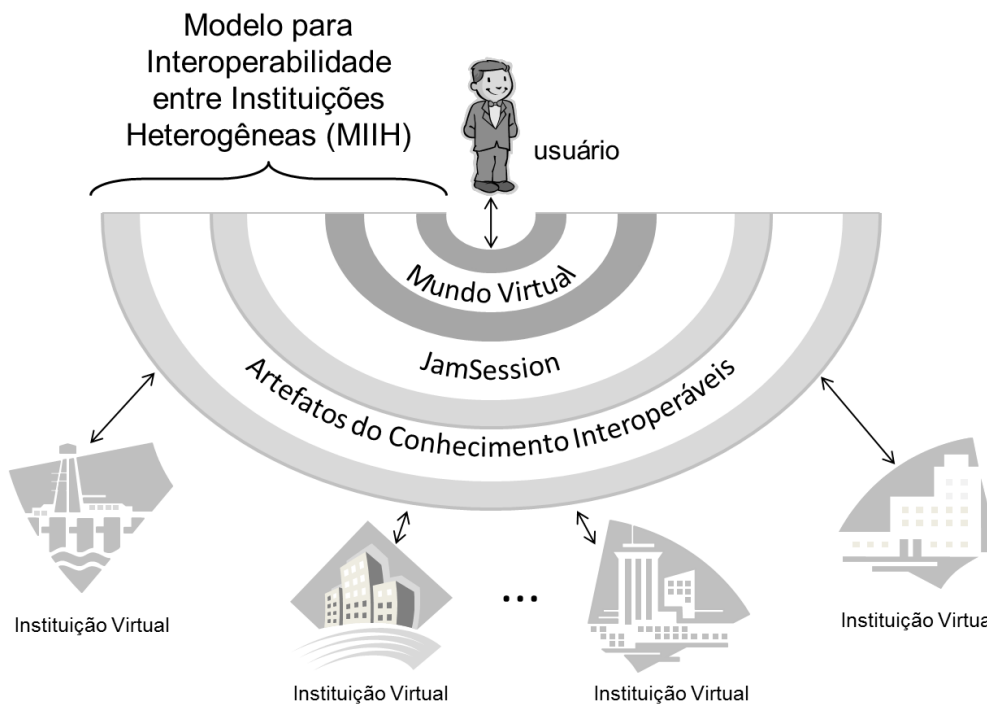 Modelo para
Interoperabilidade
entre Instituições
Heterogêneas (MIIH)
usuário
Mundo Virtual
JamSession
Artefatos do Conhecimento Interoperáveis
Instituição Virtual
...
Instituição Virtua
Instituição Virtual
Instituição Virtual